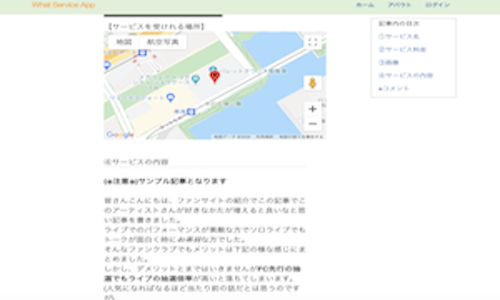 What Service App
ホーム アバウト ログイン
【サービスを受けれる場所】
地図 航空写真
Google
記事内の目次
①サービス名
②サービス料金
③画像
④サービスの内容
※コメント
④サービスの内容
(※注意※)サンプル記事となります
皆さんこんにちは、ファンサイトの紹介でこの記事でこ
のアーティストさんが好きなかたが増えると良いなと思
い記事を書きました。
ライブでのパフォーマンスが素敵な方でソロライブでも
トークが面白く時にお茶目な方でした。
そんなファンクラブでもメリットは下記の様な感じにま
とめました。
しかし、デメリットとまではいきませんがFC先行の抽
選でもライブの抽選倍率が高いと落してしまいます。
(人気になればなるほど当たり前の話だとは思うのです
が)